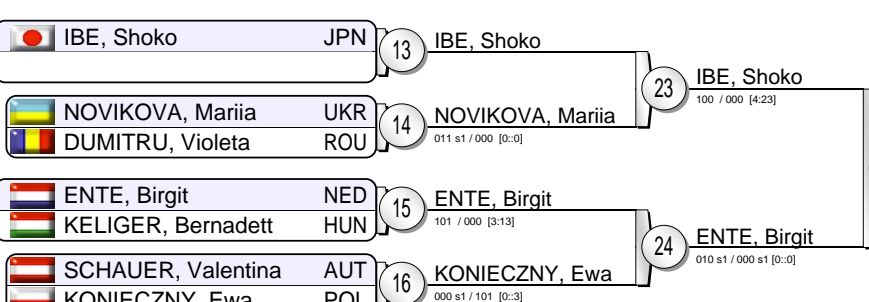 IBE, Shoko JPN
13
IBE, Shoko
23
IBE, Shoko
100 / 000 [4:23]
NOVIKOVA, Mariia UKR
DUMITRU, Violeta ROU
14
NOVIKOVA, Mariia
011 s1 / 000 [0::0]
ENTE, Birgit NED
KELIGER, Bernadett HUN
15
ENTE, Birgit
101 / 000 [3:13]
24
ENTE, Birgit
010 s1 / 000 s1 [0::0]
SCHAUER, Valentina AUT
KONIECZNY, Ewa POL
16
KONIECZNY, Ewa
000 s1 / 101 [0::3]